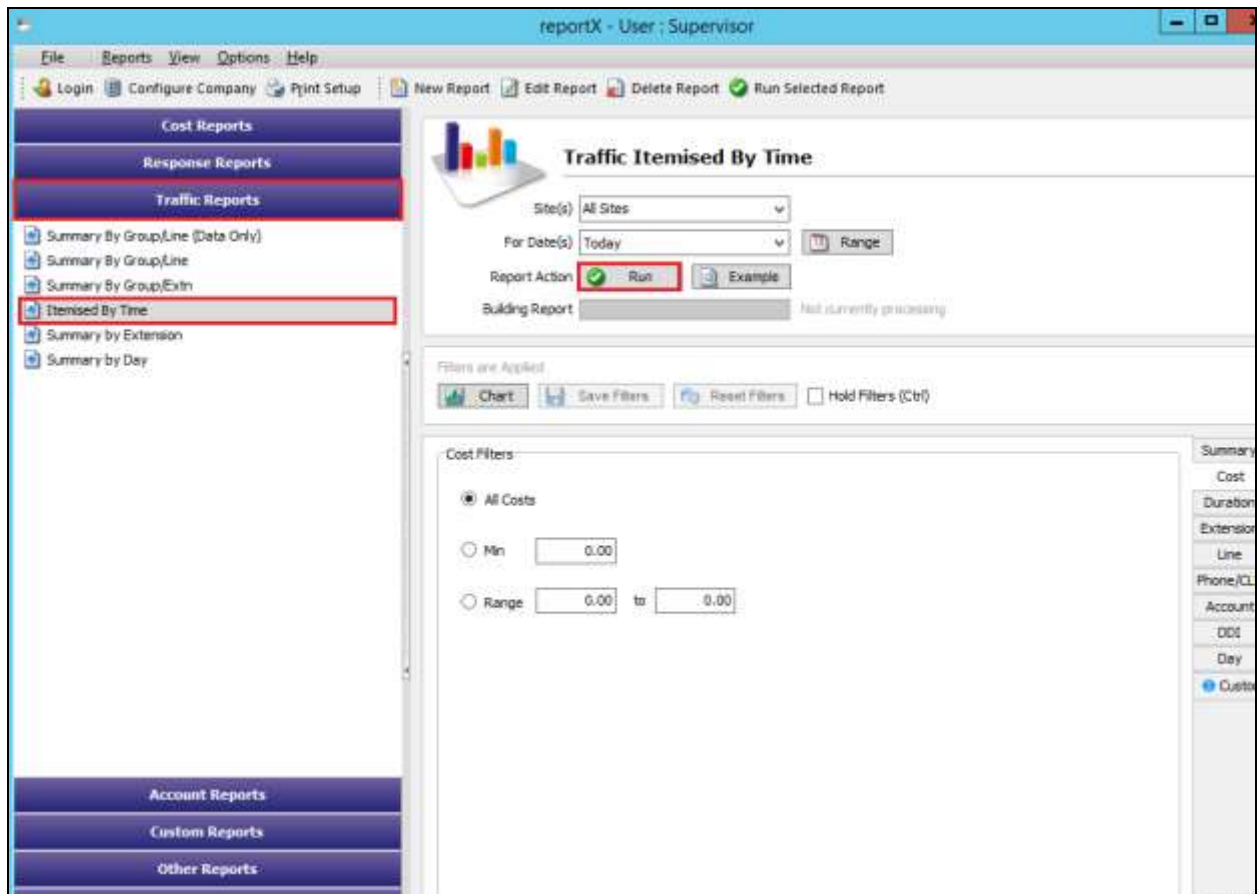 reportX - User : Supervisor
File Reports View Options Help
Login Configure Company Print Setup New Report Edit Report Delete Report Run Selected Report
Cost Reports
Response Reports
Traffic Reports
Summary By Group/Line (Data Only)
Summary By Group/Line
Summary By Group/Extn
Itemised By Time
Summary by Extension
Summary by Day
Account Reports
Custom Reports
Other Reports
Traffic Itemised By Time
Site(s) All Sites
For Date(s) Today Range
Report Action Run Example
Building Report Not currently processing
Filters are Applied
Chart Save Filters Reset Filters Hold Filters (Ctrl)
Cost Filters
All Costs
Min 0.00
Range 0.00 to 0.00
Summary
Cost
Duration
Extension
Line
Phone/CL
Account
DDI
Day
Custo